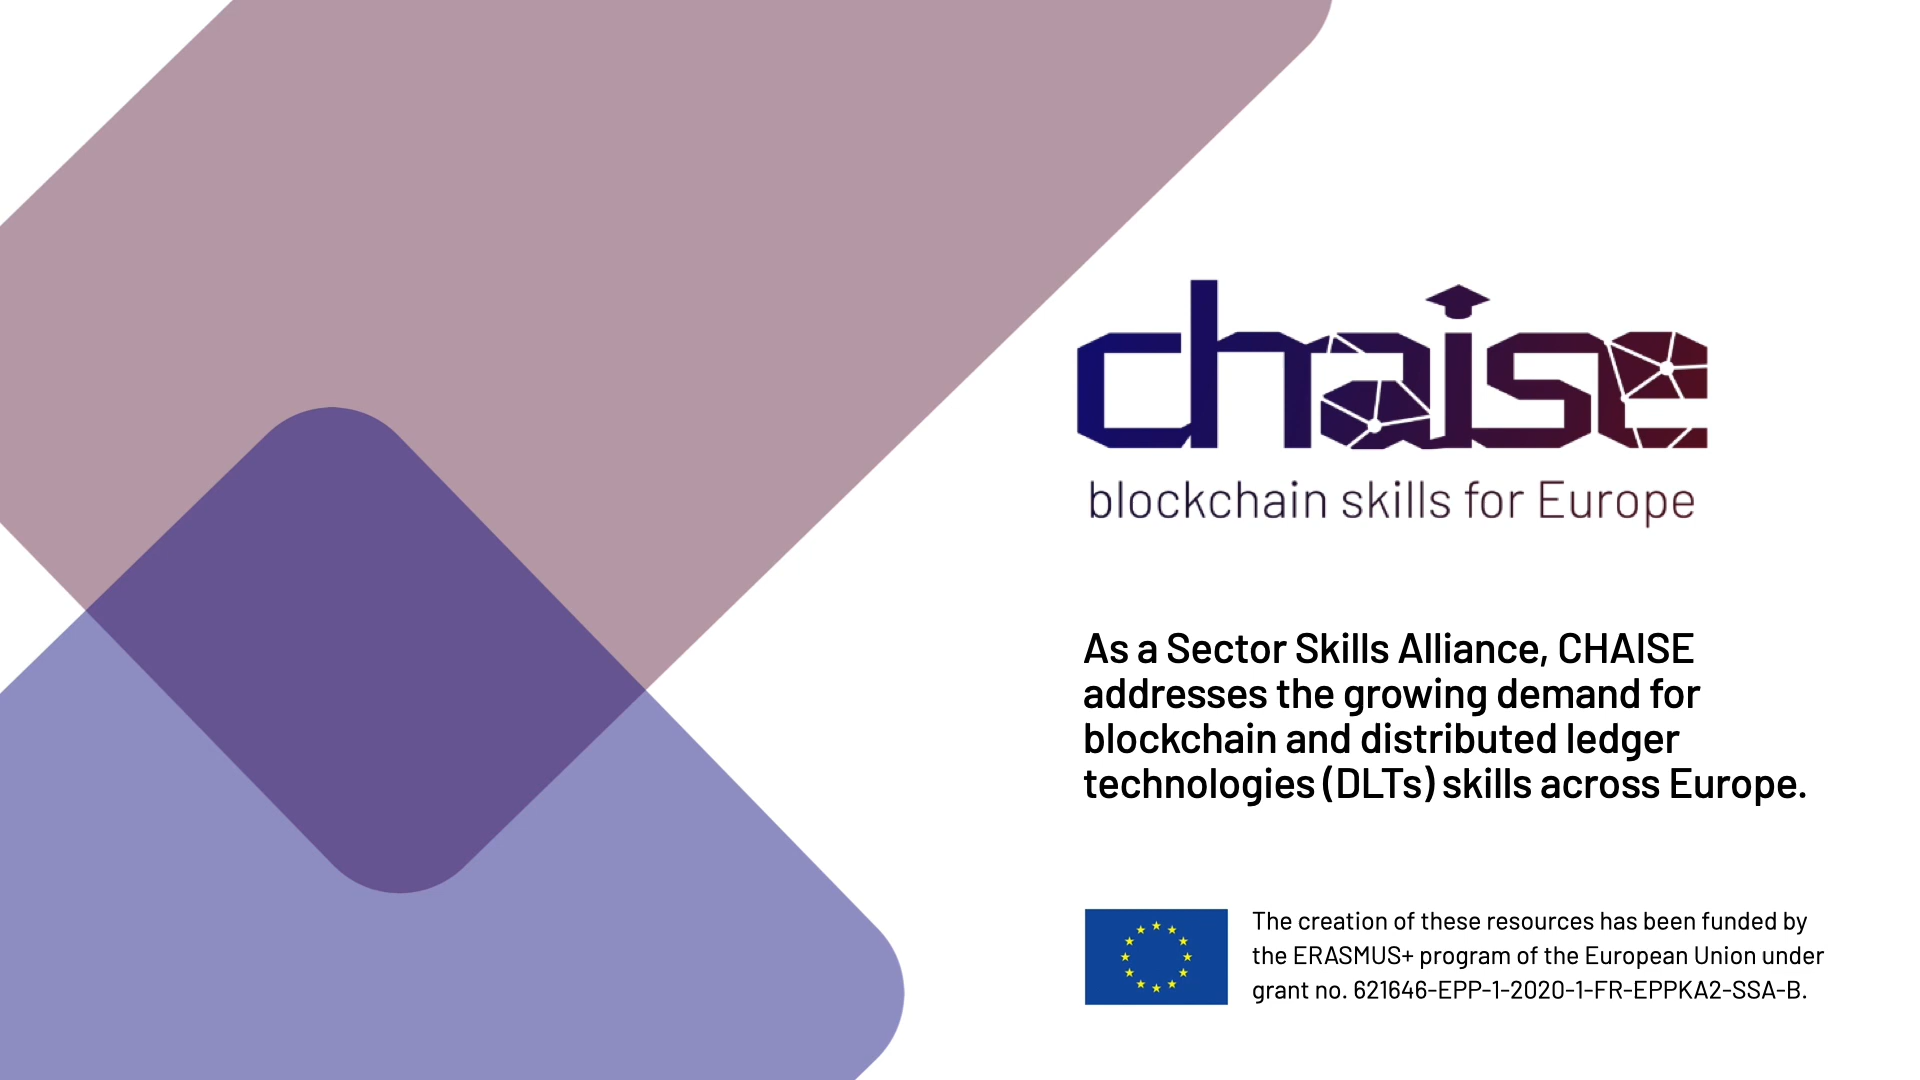 chaise
blockchain skills for Europe
As a Sector Skills Alliance, CHAISE
addresses the growing demand for
blockchain and distributed ledger
technologies (DLTs) skills across Europe.
The creation of these resources has been funded by
the ERASMUS+ program of the European Union under
grant no. 621646-EPP-1-2020-1-FR-EPPKA2-SSA-B.